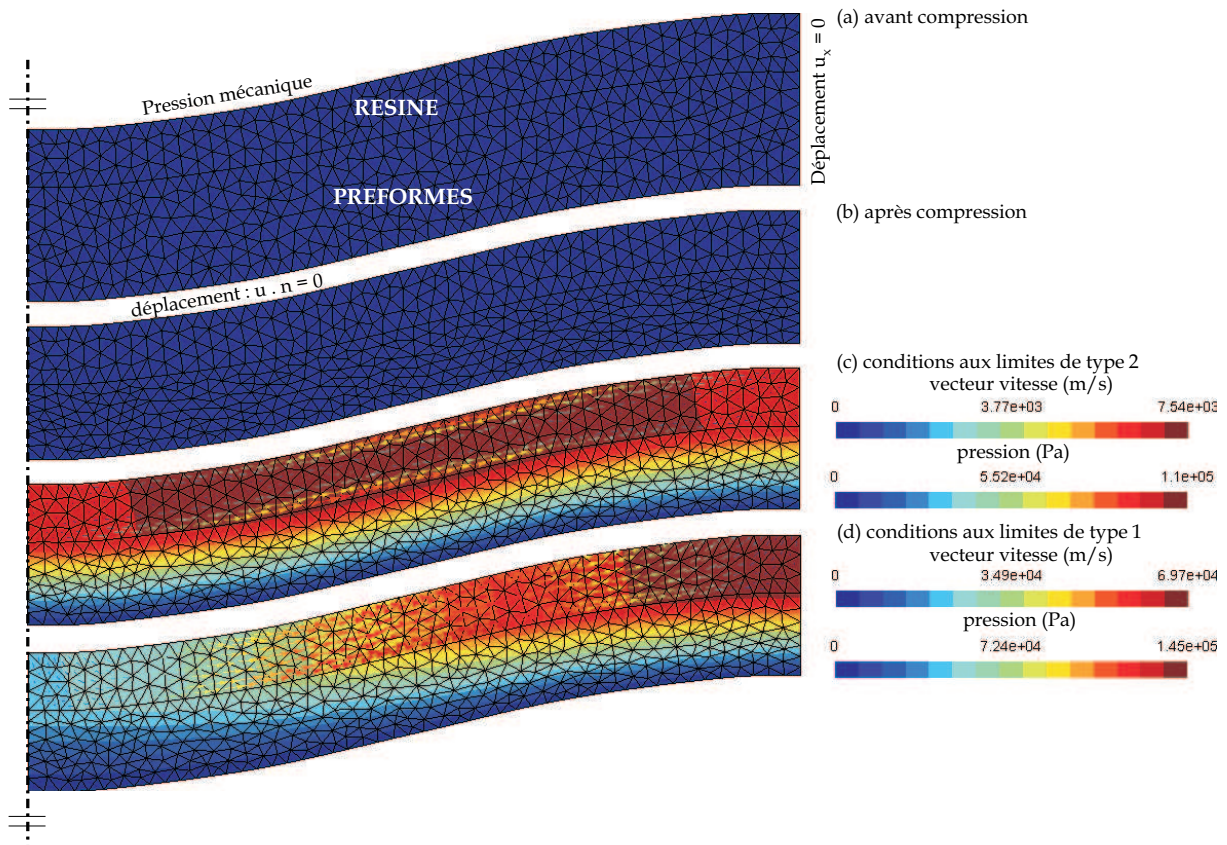 (a) avant compression
Déplacement u_x = 0
Pression mécanique
RESINE
PREFORMES
(b) après compression
déplacement : u . n = 0
(c) conditions aux limites de type 2
vecteur vitesse (m/s)
0 3.77e+03 7.54e+03
pression (Pa)
0 5.52e+04 1.1e+05
(d) conditions aux limites de type 1
vecteur vitesse (m/s)
0 3.49e+04 6.97e+04
pression (Pa)
0 7.24e+04 1.45e+05